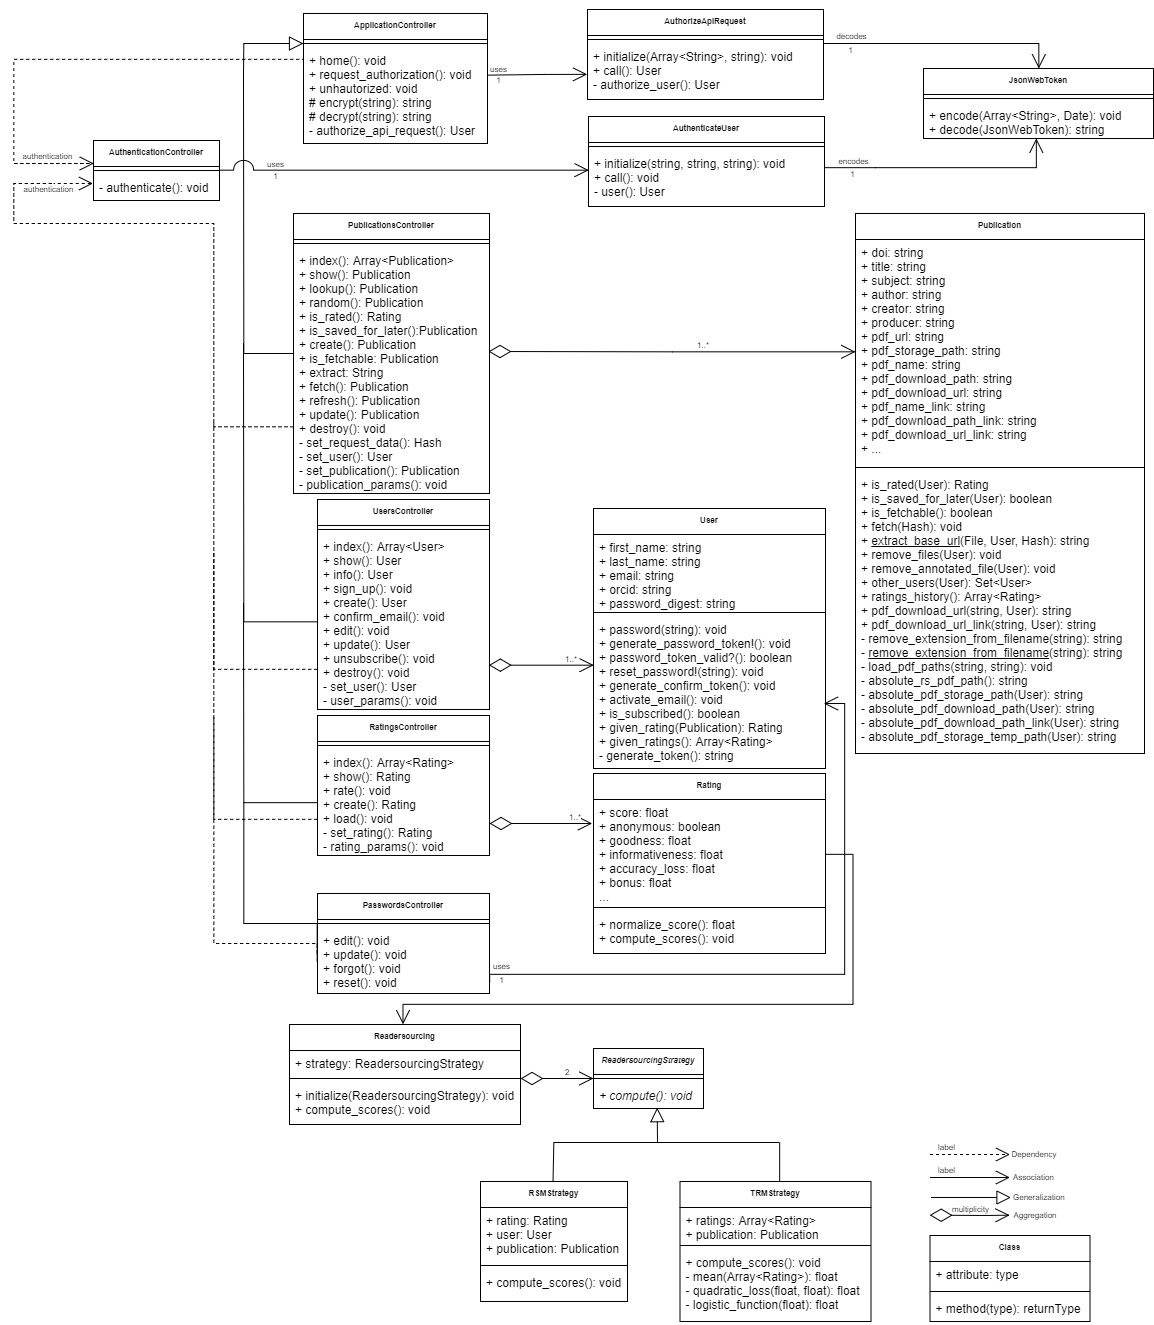 ApplicationController
+ home(): void
+ request_authorization(): void
+ unhautorized: void
# encrypt(string): string
# decrypt(string): string
- authorize_api_request(): User
uses
1
AuthorizeApiRequest
+ initialize(Array<String>, string): void
+ call(): User
- authorize_user(): User
decodes
1
JsonWebToken
+ encode(Array<String>, Date): void
+ decode(JsonWebToken): string
AuthenticateUser
+ initialize(string, string, string): void
+ call(): void
- user(): User
encodes
1
authentication
authentication
AuthenticationController
- authenticate(): void
uses
1
PublicationsController
+ index(): Array<Publication>
+ show(): Publication
+ lookup(): Publication
+ random(): Publication
+ is_rated(): Rating
+ is_saved_for_later():Publication
+ create(): Publication
+ is_fetchable: Publication
+ extract: String
+ fetch(): Publication
+ refresh(): Publication
+ update(): Publication
+ destroy(): void
- set_request_data(): Hash
- set_user(): User
- set_publication(): Publication
- publication_params(): void
1..*
Publication
+ doi: string
+ title: string
+ subject: string
+ author: string
+ creator: string
+ producer: string
+ pdf_url: string
+ pdf_storage_path: string
+ pdf_name: string
+ pdf_download_path: string
+ pdf_download_url: string
+ pdf_name_link: string
+ pdf_download_path_link: string
+ pdf_download_url_link: string
+ ...
+ is_rated(User): Rating
+ is_saved_for_later(User): boolean
+ is_fetchable(): boolean
+ fetch(Hash): void
+ extract_base_url(File, User, Hash): string
+ remove_files(User): void
+ remove_annotated_file(User): void
+ other_users(User): Set<User>
+ ratings_history(): Array<Rating>
+ pdf_download_url(string, User): string
+ pdf_download_url_link(string, User): string
- remove_extension_from_filename(string): string
- remove_extension_from_filename(string): string
- load_pdf_paths(string, string): void
- absolute_rs_pdf_path(): string
- absolute_pdf_storage_path(User): string
- absolute_pdf_download_path(User): string
- absolute_pdf_download_path_link(User): string
- absolute_pdf_storage_temp_path(User): string
UsersController
+ index(): Array<User>
+ show(): User
+ info(): User
+ sign_up(): void
+ create(): User
+ confirm_email(): void
+ edit(): void
+ update(): User
+ unsubscribe(): void
+ destroy(): void
- set_user(): User
- user_params(): void
1..*
User
+ first_name: string
+ last_name: string
+ email: string
+ orcid: string
+ password_digest: string
+ password(string): void
+ generate_password_token!(): void
+ password_token_valid?(): boolean
+ reset_password!(string): void
+ generate_confirm_token(): void
+ activate_email(): void
+ is_subscribed(): boolean
+ given_rating(Publication): Rating
+ given_ratings(): Array<Rating>
- generate_token(): string
RatingsController
+ index(): Array<Rating>
+ show(): Rating
+ rate(): void
+ create(): Rating
+ load(): void
- set_rating(): Rating
- rating_params(): void
1..*
Rating
+ score: float
+ anonymous: boolean
+ goodness: float
+ informativeness: float
+ accuracy_loss: float
+ bonus: float
...
+ normalize_score(): float
+ compute_scores(): void
PasswordsController
+ edit(): void
+ update(): void
+ forgot(): void
+ reset(): void
uses
1
Readersourcing
+ strategy: ReadersourcingStrategy
+ initialize(ReadersourcingStrategy): void
+ compute_scores(): void
2
ReadersourcingStrategy
+ compute(): void
RSMStrategy
+ rating: Rating
+ user: User
+ publication: Publication
+ compute_scores(): void
TRMStrategy
+ ratings: Array<Rating>
+ publication: Publication
+ compute_scores(): void
- mean(Array<Rating>): float
- quadratic_loss(float, float): float
- logistic_function(float): float
label
Dependency
label
Association
Generalization
multiplicity
Aggregation
Class
+ attribute: type
+ method(type): returnType